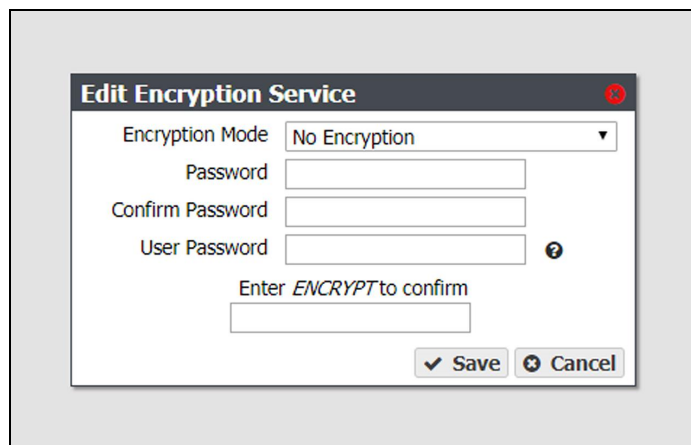 Edit Encryption Service
Encryption Mode No Encryption
Password
Confirm Password
User Password
Enter ENCRYPT to confirm
Save Cancel